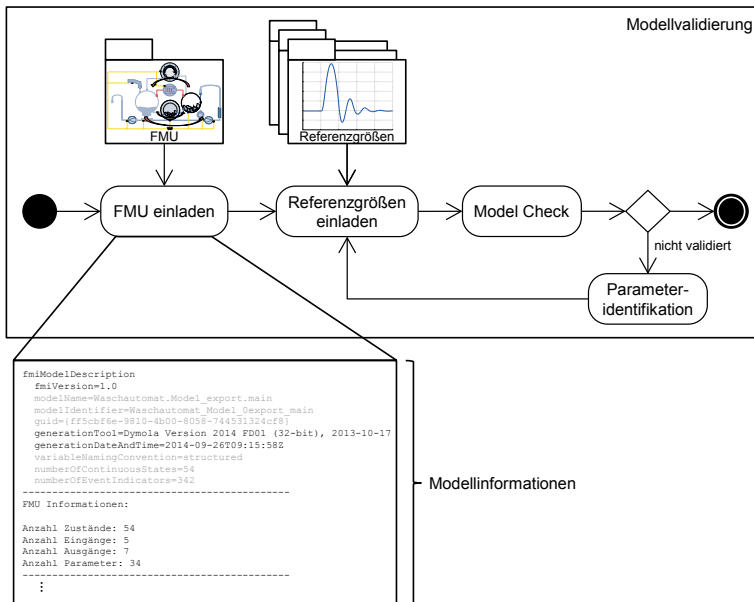 Modellvalidierung
FMU
Referenzgrößen
FMU einladen
Referenzgrößen
einladen
Model Check
nicht validiert
Parameter-
identifikation
fmiModelDescription
fmiVersion=1.0
modelName=Waschautomat.Model_export.main
modelIdentifier=Waschautomat_Model_0export_main
guid={ff5cbf6e-9810-4b00-8058-744531324cf8}
generationTool=Dymola Version 2014 FD01 (32-bit), 2013-10-17
generationDateAndTime=2014-09-26T09:15:58Z
variableNamingConvention=structured
numberOfContinuousStates=54
numberOfEventIndicators=342
---------------------------------------------
FMU Informationen:
Anzahl Zustände: 54
Anzahl Eingänge: 5
Anzahl Ausgänge: 7
Anzahl Parameter: 34
---------------------------------------------
⋮
Modellinformationen